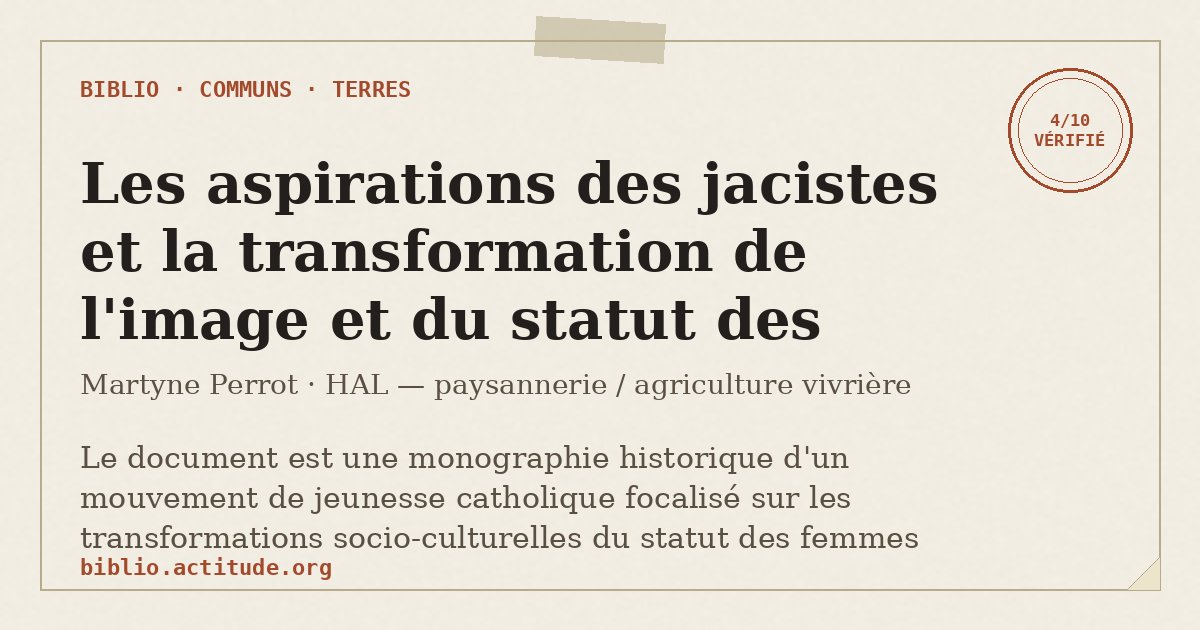 BIBLIO · COMMUNS · TERRES
4/10
VÉRIFIÉ
Les aspirations des jacistes
et la transformation de
l'image et du statut des
Martyne Perrot · HAL — paysannerie / agriculture vivrière
Le document est une monographie historique d'un
mouvement de jeunesse catholique focalisé sur les
transformations socio-culturelles du statut des femmes
biblio.actitude.org